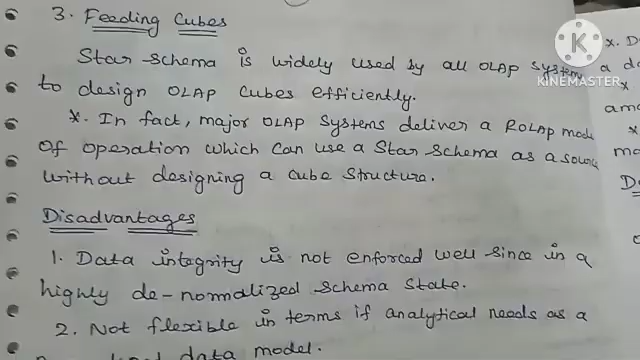 3. Feeding Cubes
Star schema is widely used by all OLAP systems
to design OLAP cubes efficiently.
*. In fact, major OLAP systems deliver a ROLAP mode
of operation which can use a star schema as a source
without designing a cube structure.
Disadvantages
1. Data integrity is not enforced well since in a
highly de-normalized schema state.
2. Not flexible in terms if analytical needs as a
data model.
*. D
a
*
ama
*
K
KINEMASTER